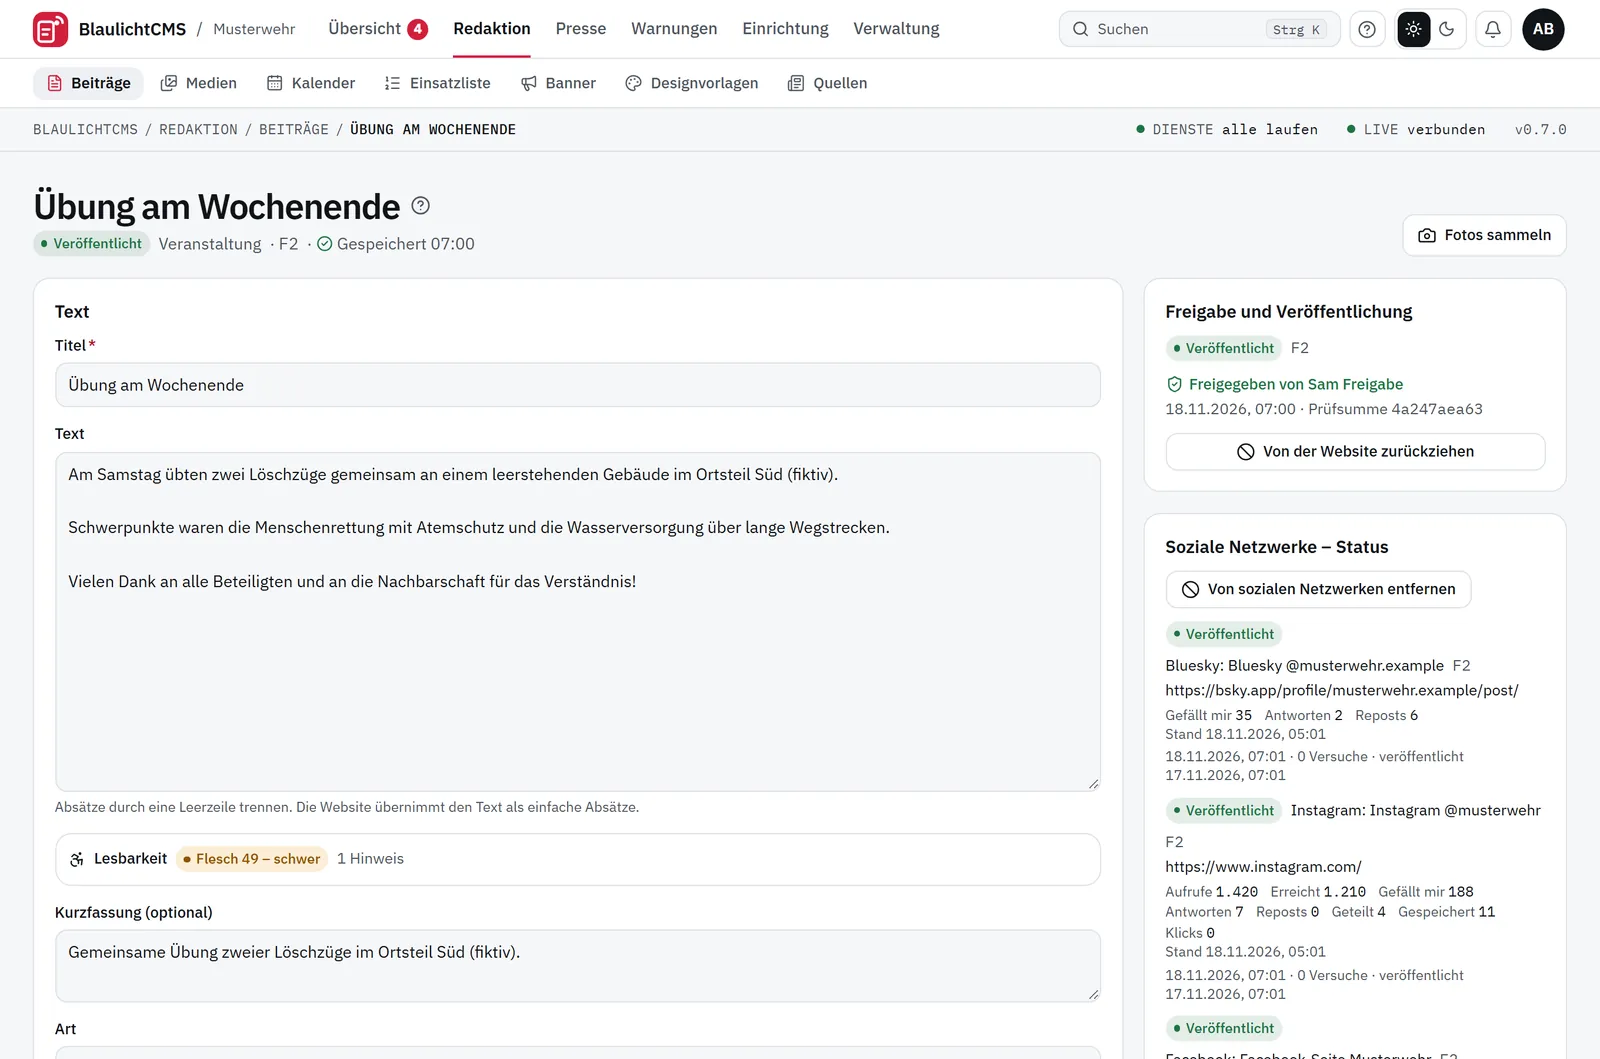 BlaulichtCMS / Musterwehr Übersicht 4 Redaktion Presse Warnungen Einrichtung Verwaltung Suchen Strg K AB
Beiträge Medien Kalender Einsatzliste Banner Designvorlagen Quellen
BLAULICHTCMS / REDAKTION / BEITRÄGE / ÜBUNG AM WOCHENENDE DIENSTE alle laufen LIVE verbunden v0.7.0
Übung am Wochenende
Veröffentlicht Veranstaltung · F2 · Gespeichert 07:00
Fotos sammeln
Text
Titel*
Übung am Wochenende
Text
Am Samstag übten zwei Löschzüge gemeinsam an einem leerstehenden Gebäude im Ortsteil Süd (fiktiv).
Schwerpunkte waren die Menschenrettung mit Atemschutz und die Wasserversorgung über lange Wegstrecken.
Vielen Dank an alle Beteiligten und an die Nachbarschaft für das Verständnis!
Absätze durch eine Leerzeile trennen. Die Website übernimmt den Text als einfache Absätze.
Lesbarkeit Flesch 49 – schwer 1 Hinweis
Kurzfassung (optional)
Gemeinsame Übung zweier Löschzüge im Ortsteil Süd (fiktiv).
Art
Freigabe und Veröffentlichung
Veröffentlicht F2
Freigegeben von Sam Freigabe
18.11.2026, 07:00 · Prüfsumme 4a247aea63
Von der Website zurückziehen
Soziale Netzwerke – Status
Von sozialen Netzwerken entfernen
Veröffentlicht
Bluesky: Bluesky @musterwehr.example F2
https://bsky.app/profile/musterwehr.example/post/
Gefällt mir 35 Antworten 2 Reposts 6
Stand 18.11.2026, 05:01
18.11.2026, 07:01 · 0 Versuche · veröffentlicht
17.11.2026, 07:01
Veröffentlicht Instagram: Instagram @musterwehr
F2
https://www.instagram.com/
Aufrufe 1.420 Erreicht 1.210 Gefällt mir 188
Antworten 7 Reposts 0 Geteilt 4 Gespeichert 11
Klicks 0
Stand 18.11.2026, 05:01
18.11.2026, 07:01 · 0 Versuche · veröffentlicht
17.11.2026, 07:01
Veröffentlicht
Facebook: Facebook-Seite Musterwehr F2